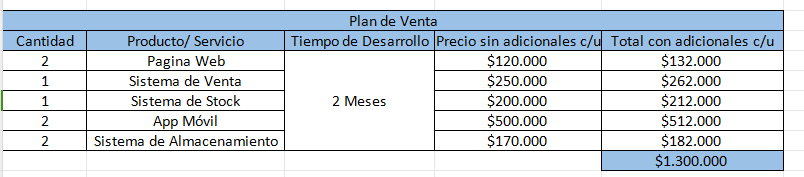 Plan de Venta
Cantidad Producto/ Servicio Tiempo de Desarrollo Precio sin adicionales c/u Total con adicionales c/u
2 Pagina Web $120.000 $132.000
1 Sistema de Venta $250.000 $262.000
1 Sistema de Stock 2 Meses $200.000 $212.000
2 App Móvil $500.000 $512.000
2 Sistema de Almacenamiento $170.000 $182.000
$1.300.000